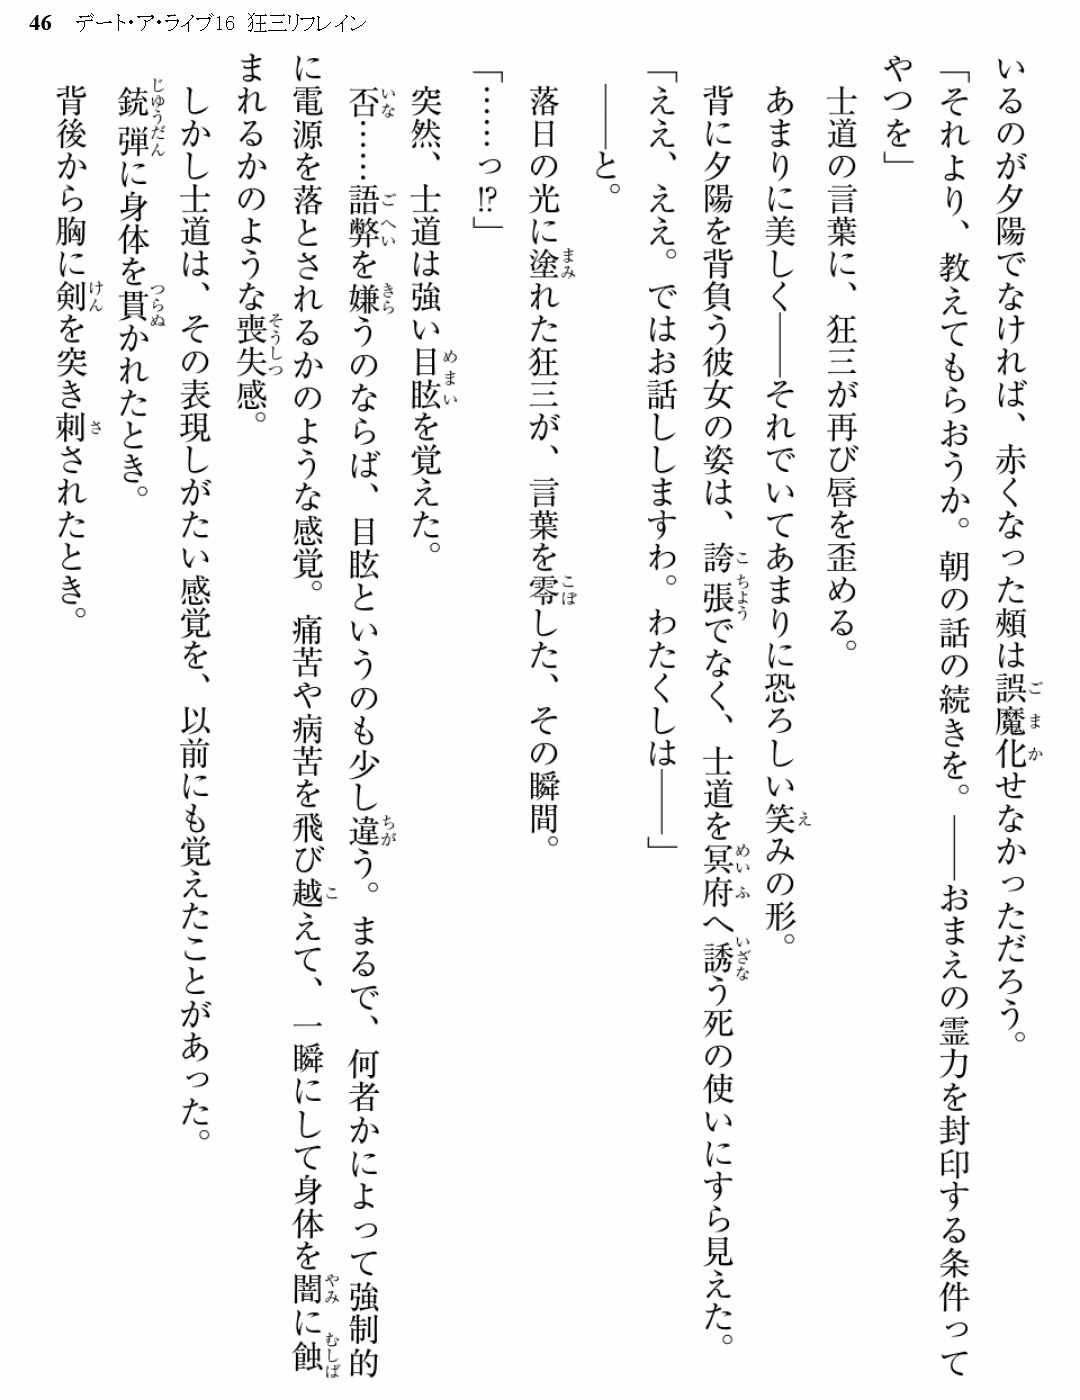 46 デート・ア・ライブ16 狂三リフレイン
いるのが夕陽でなければ、赤くなった頬は誤魔化せなかっただろう。
「それより、教えてもらおうか。朝の話の続きを。――おまえの霊力を封印する条件って
やつを」
士道の言葉に、狂三が再び唇を歪める。
あまりに美しく――それでいてあまりに恐ろしい笑みの形。
背に夕陽を背負う彼女の姿は、誇張でなく、士道を冥府へ誘う死の使いにすら見えた。
「ええ、ええ。ではお話ししますわ。わたくしは――」
――と。
落日の光に塗れた狂三が、言葉を零した、その瞬間。
「……っ!?」
突然、士道は強い目眩を覚えた。
否……語弊を嫌うのならば、目眩というのも少し違う。まるで、何者かによって強制的
に電源を落とされるかのような感覚。痛苦や病苦を飛び越えて、一瞬にして身体を闇に蝕
まれるかのような喪失感。
しかし士道は、その表現しがたい感覚を、以前にも覚えたことがあった。
銃弾に身体を貫かれたとき。
背後から胸に剣を突き刺されたとき。